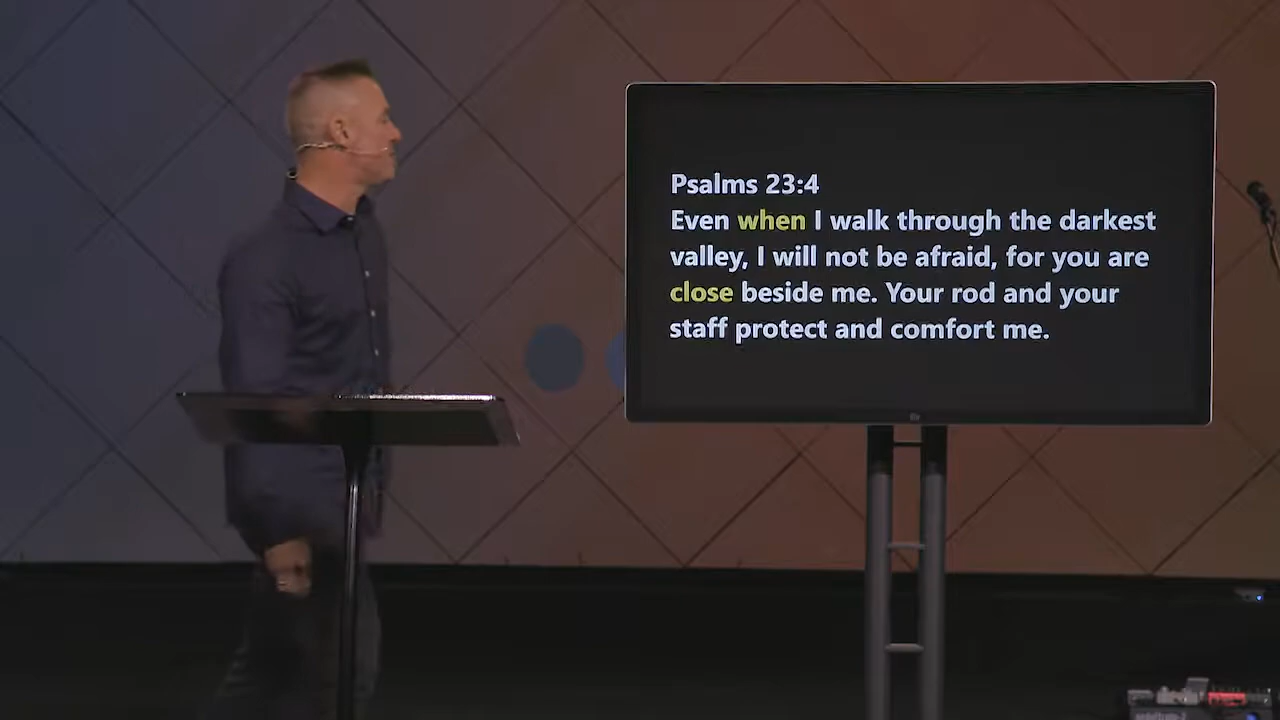 Psalms 23:4
Even when I walk through the darkest
valley, I will not be afraid, for you are
close beside me. Your rod and your
staff protect and comfort me.